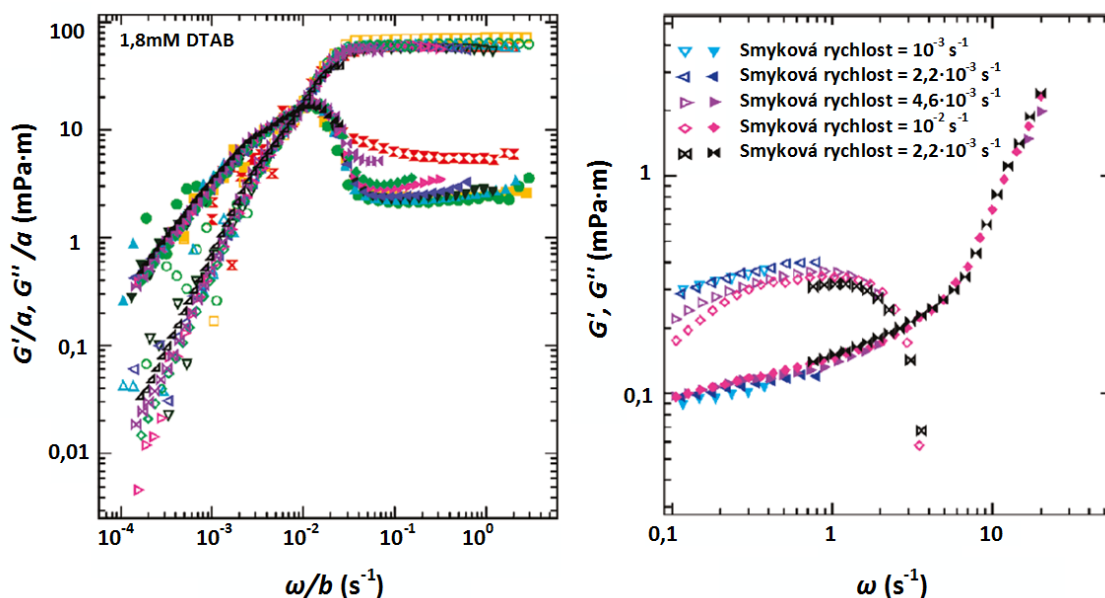 1,8mM DTAB
100
10
1
0,1
0,01
G'/a, G''/a (mPa·m)
10⁻⁴
10⁻³
10⁻²
10⁻¹
10⁰
ω/b (s⁻¹)
Smyková rychlost = 10⁻³ s⁻¹
Smyková rychlost = 2,2·10⁻³ s⁻¹
Smyková rychlost = 4,6·10⁻³ s⁻¹
Smyková rychlost = 10⁻² s⁻¹
Smyková rychlost = 2,2·10⁻³ s⁻¹
1
0,1
G', G'' (mPa·m)
0,1
1
10
ω (s⁻¹)